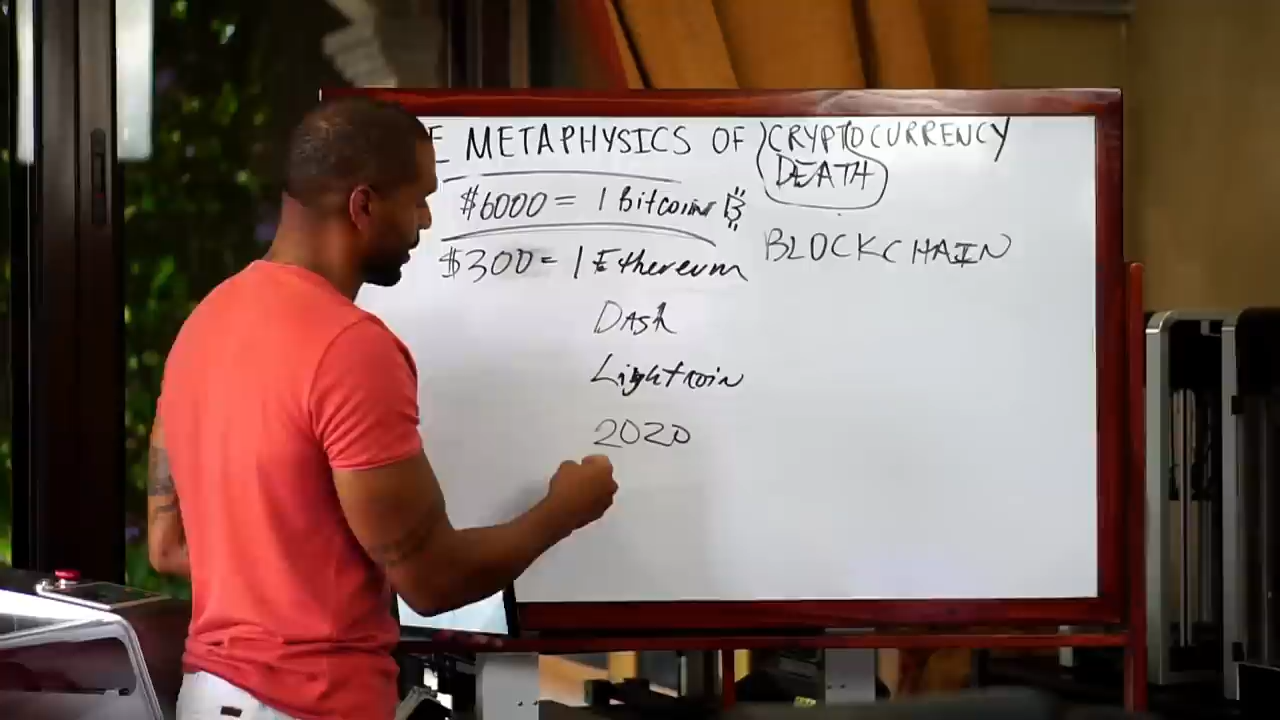 E METAPHYSICS OF CRYPTOCURRENCY
DEATH
$6000 = 1 Bitcoin ₿
$300 = 1 Ethereum
BLOCKCHAIN
Dash
Lightcoin
2020